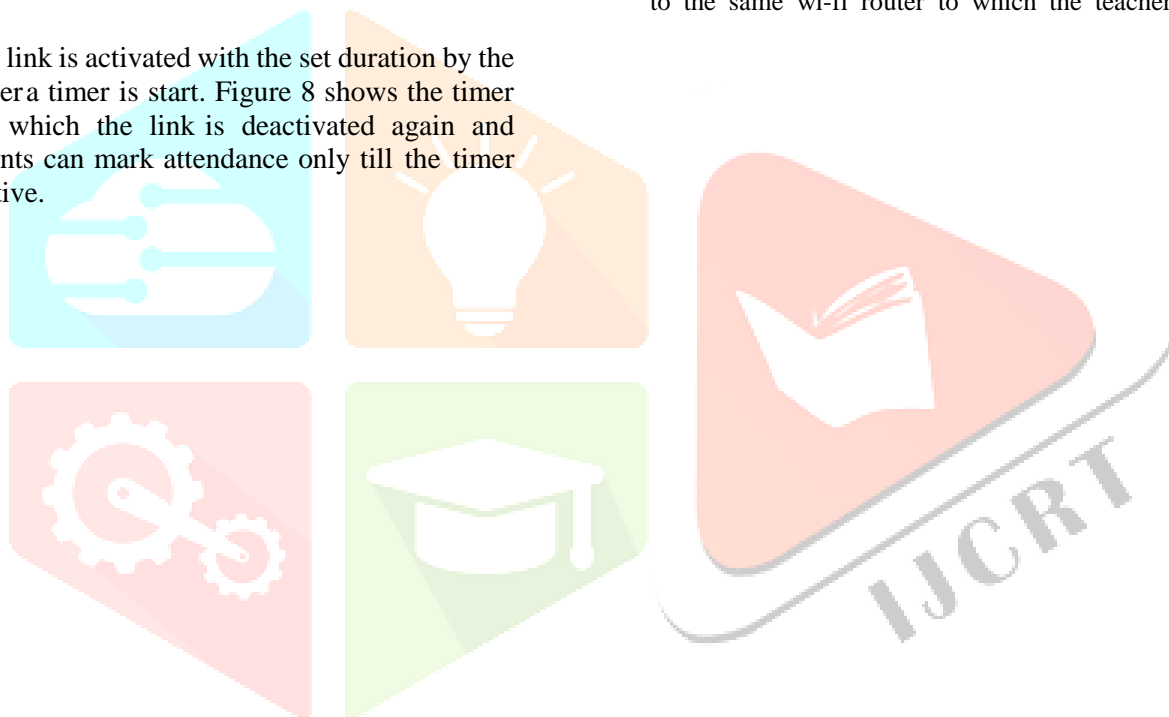 to the same wi-fi router to which the teacher
link is activated with the set duration by the
er a timer is start. Figure 8 shows the timer
which the link is deactivated again and
nts can mark attendance only till the timer
tive.
IJCRT